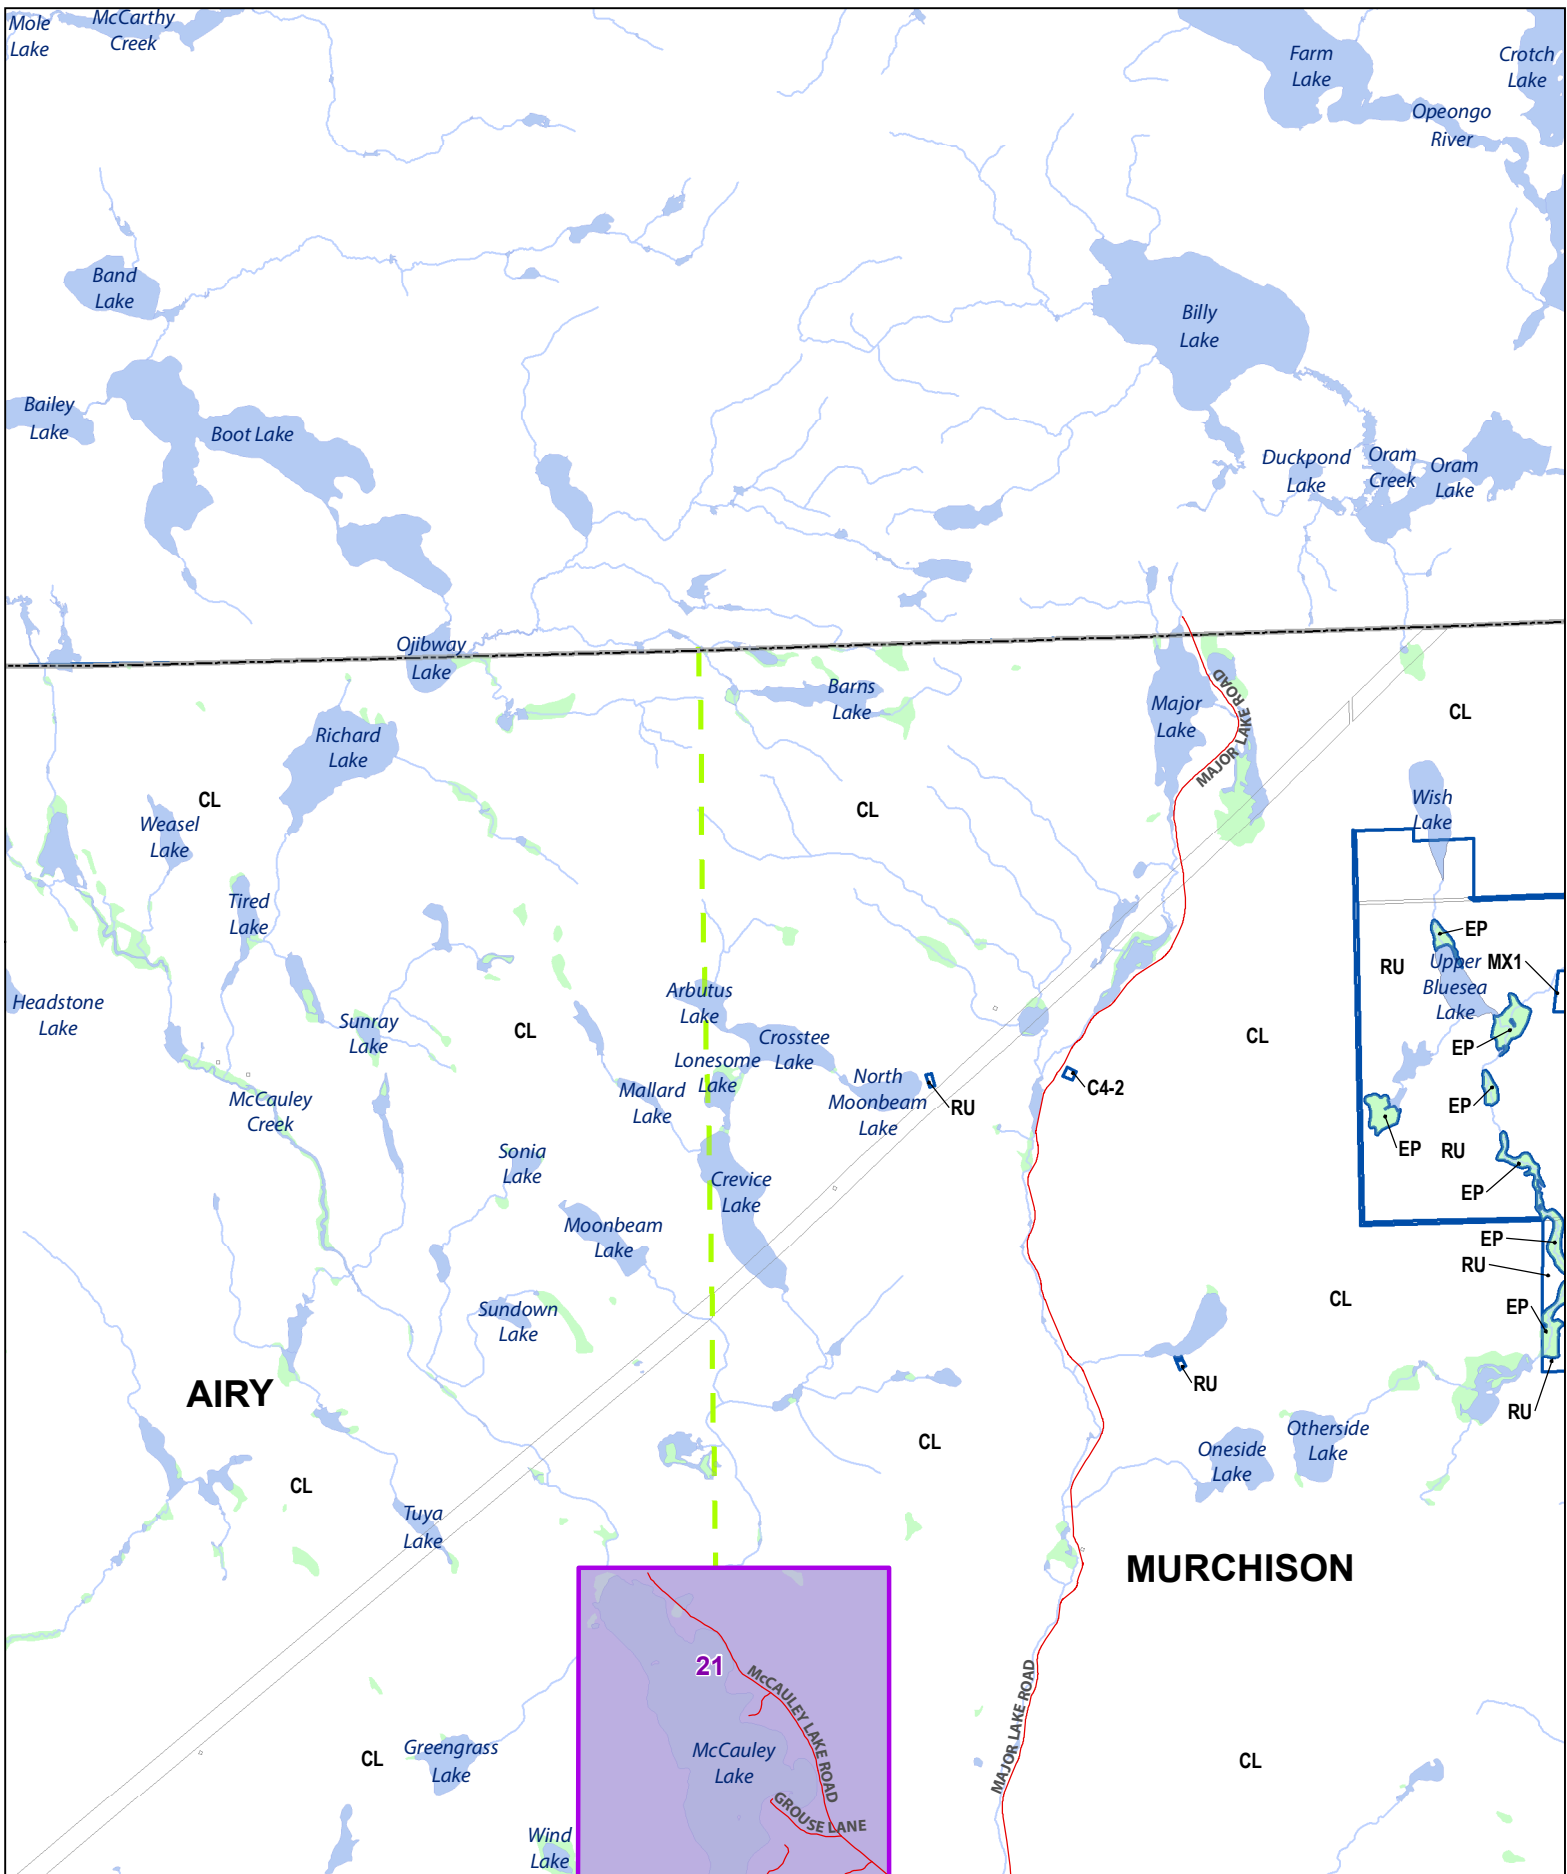 Mole
Lake
McCarthy
Creek
Farm
Lake
Crotch
Lake
Opeongo
River
Band
Lake
Billy
Lake
Bailey
Lake
Boot Lake
Duckpond
Lake
Oram
Creek
Oram
Lake
Ojibway
Lake
Barns
Lake
Major
Lake
MAJOR LAKE ROAD
CL
Richard
Lake
CL
Weasel
Lake
CL
Wish
Lake
Tired
Lake
EP
RU
Upper
Bluesea
Lake
MX1
Headstone
Lake
Sunray
Lake
CL
Arbutus
Lake
Crosstee
Lake
CL
EP
Lonesome
Lake
Mallard
Lake
North
Moonbeam
Lake
RU
C4-2
McCauley
Creek
EP
EP
RU
Sonia
Lake
Crevice
Lake
EP
Moonbeam
Lake
EP
RU
Sundown
Lake
CL
EP
AIRY
RU
RU
CL
Oneside
Lake
Otherside
Lake
CL
Tuya
Lake
MURCHISON
21
McCAULEY LAKE ROAD
MAJOR LAKE ROAD
CL
Greengrass
Lake
McCauley
Lake
CL
GROUSE LANE
Wind
Lake